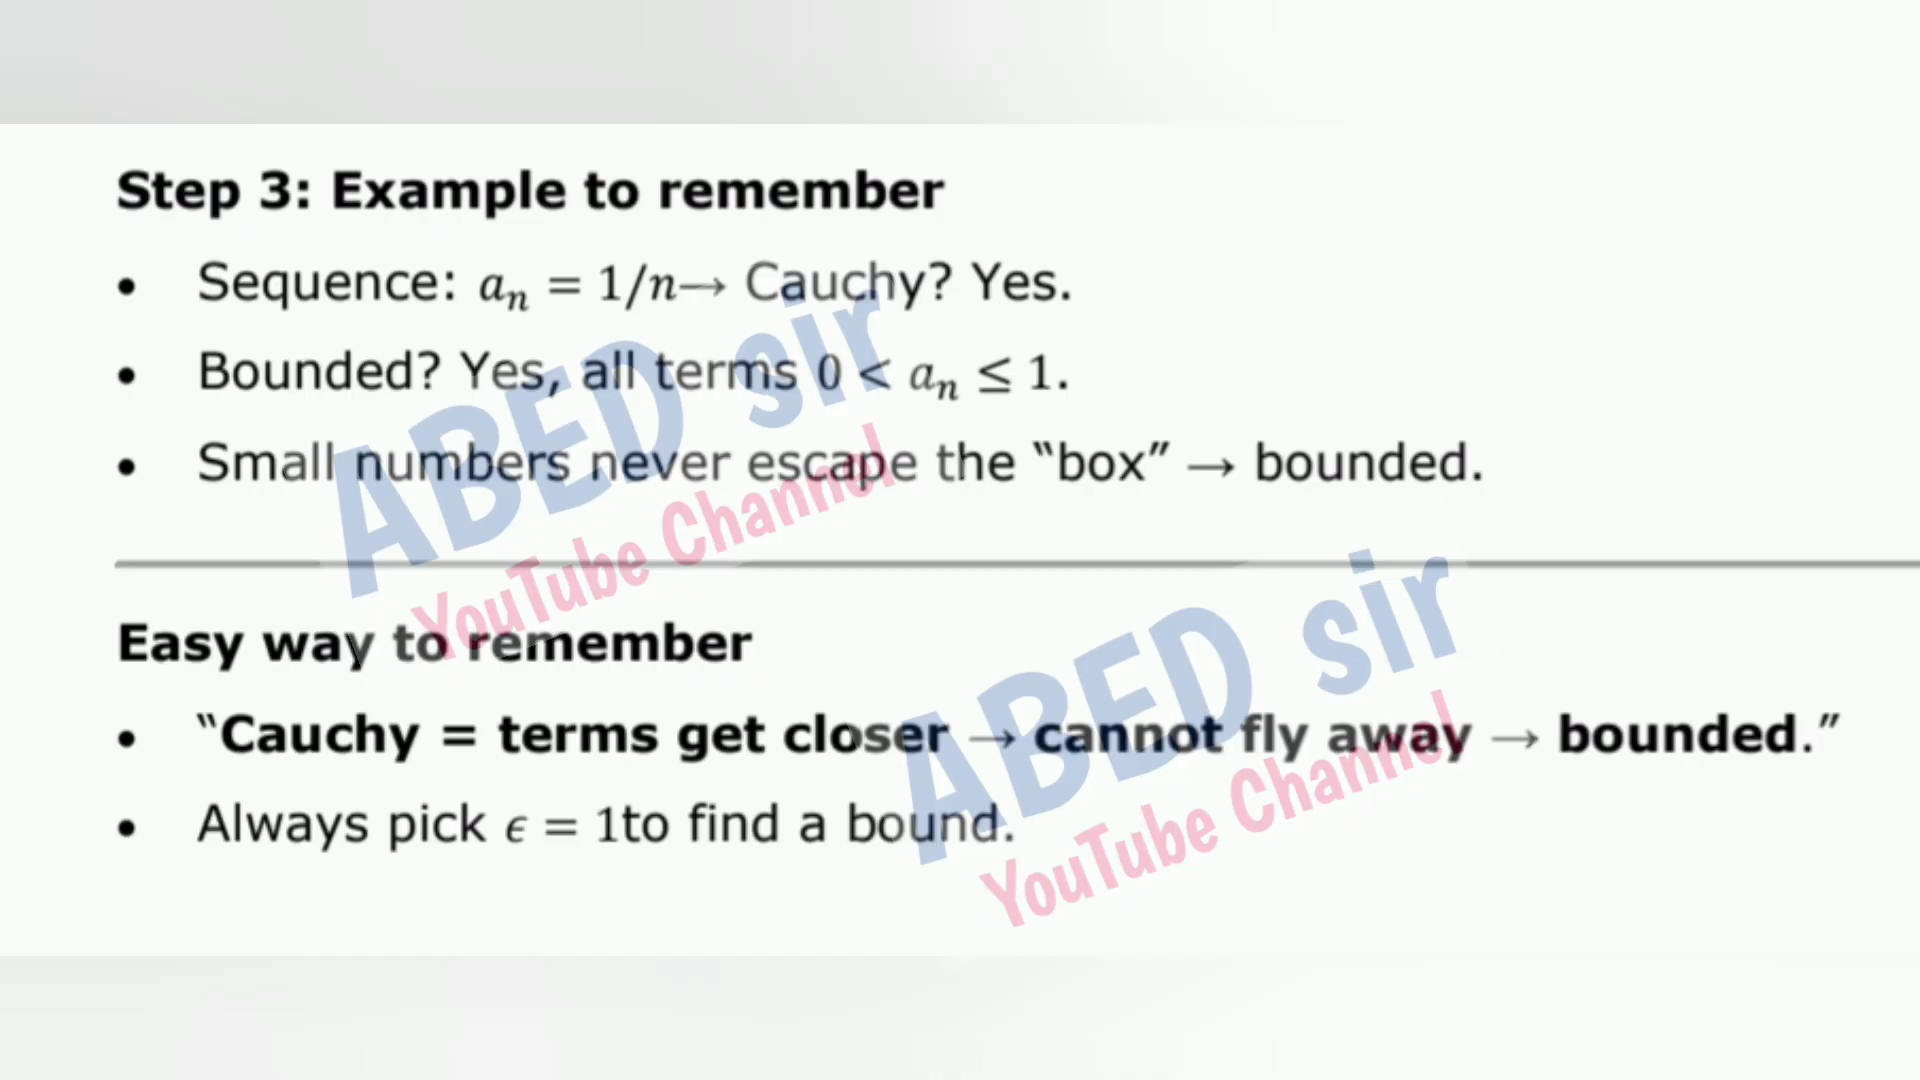 Step 3: Example to remember
• Sequence: aₙ = 1/n→ Cauchy? Yes.
• Bounded? Yes, all terms 0 < aₙ ≤ 1.
• Small numbers never escape the “box” → bounded.
ABED sir
YouTube Channel
Easy way to remember
• “Cauchy = terms get closer → cannot fly away → bounded.”
• Always pick ϵ = 1to find a bound.
ABED sir
YouTube Channel